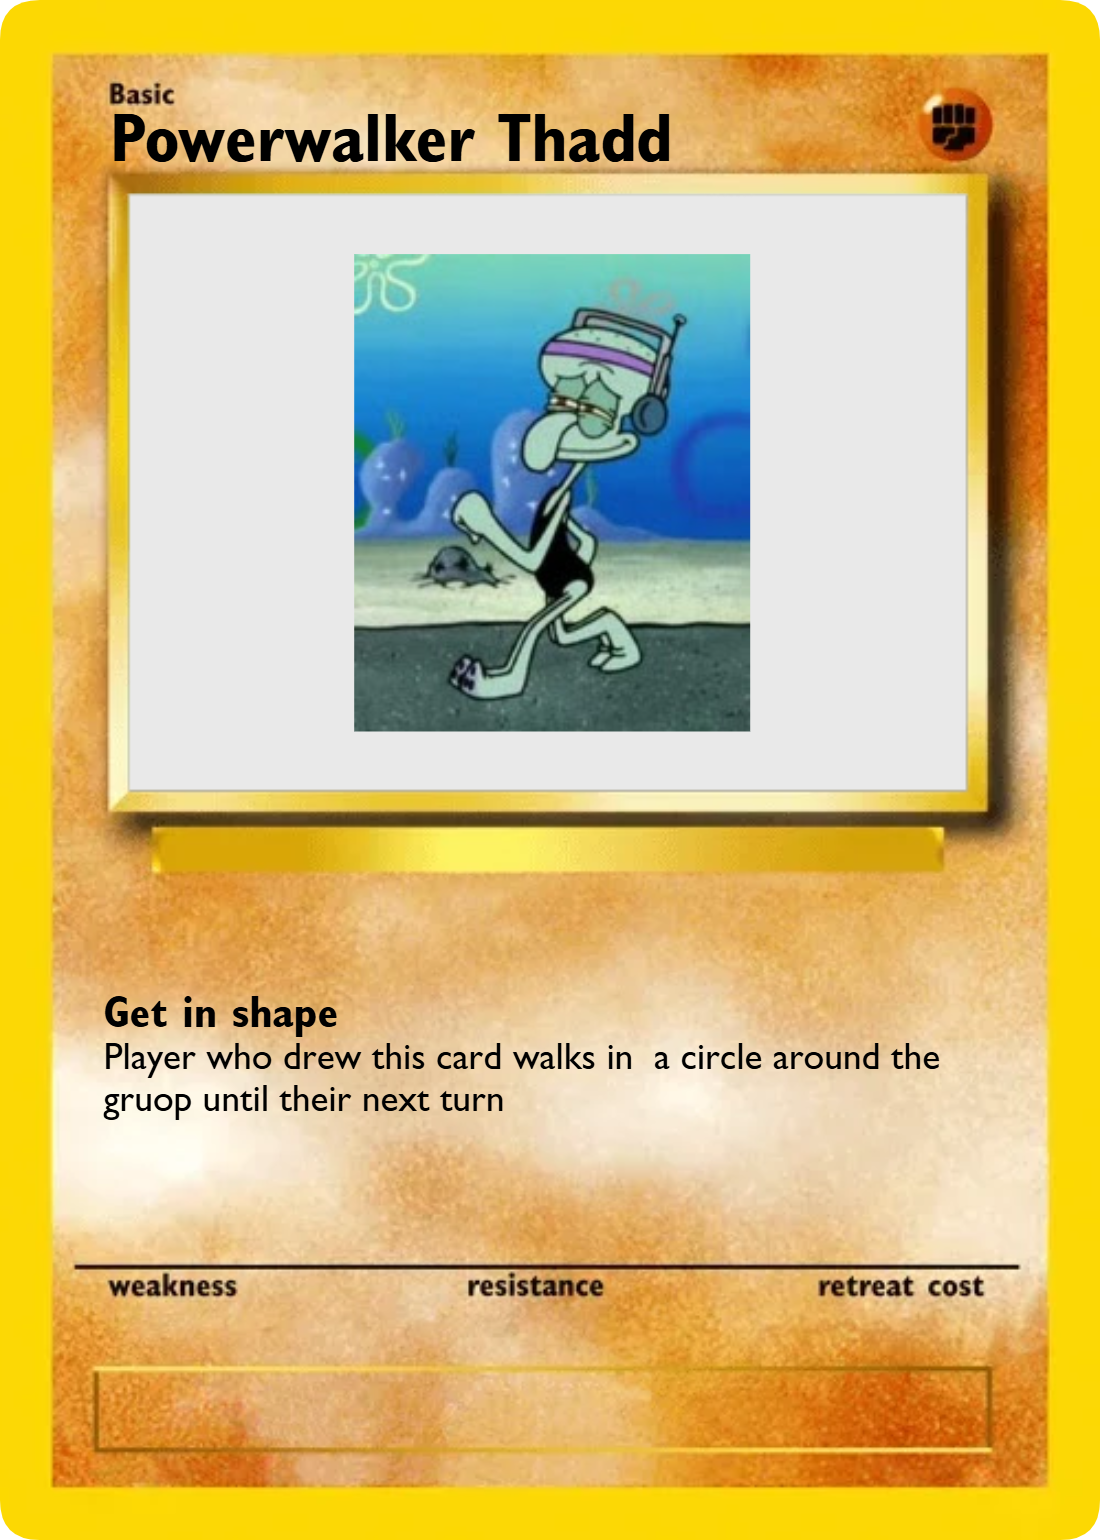 Basic
Powerwalker Thadd
Get in shape
Player who drew this card walks in  a circle around the
gruop until their next turn
weakness resistance retreat cost